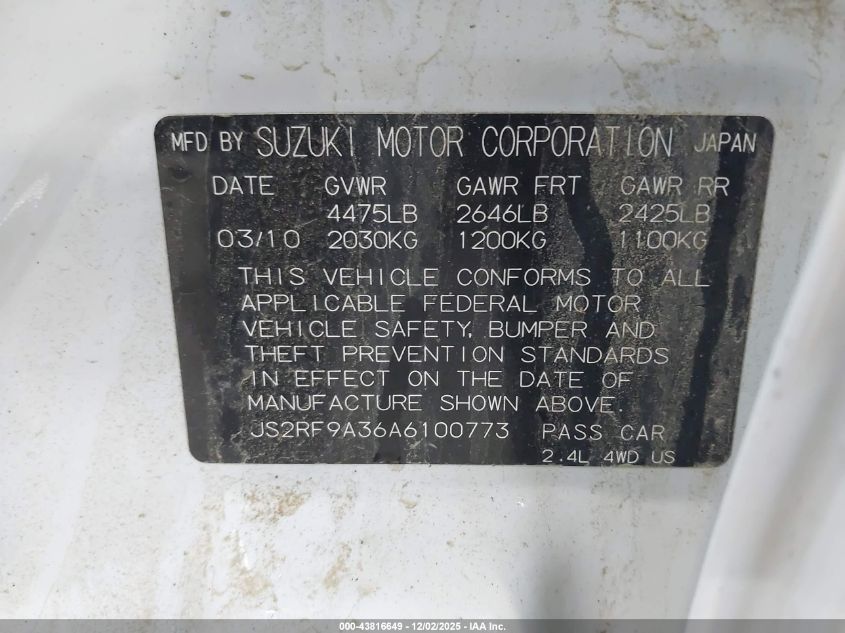 MFD BY SUZUKI MOTOR CORPORATION JAPAN
DATE GVWR GAWR FRT GAWR RR
4475LB 2646LB 2425LB
03/10 2030KG 1200KG 1100KG
THIS VEHICLE CONFORMS TO ALL
APPLICABLE FEDERAL MOTOR
VEHICLE SAFETY, BUMPER AND
THEFT PREVENTION STANDARDS
IN EFFECT ON THE DATE OF
MANUFACTURE SHOWN ABOVE.
JS2RF9A36A6100773 PASS CAR
2.4L 4WD US
000-43816649 - 12/02/2025 - IAA Inc.